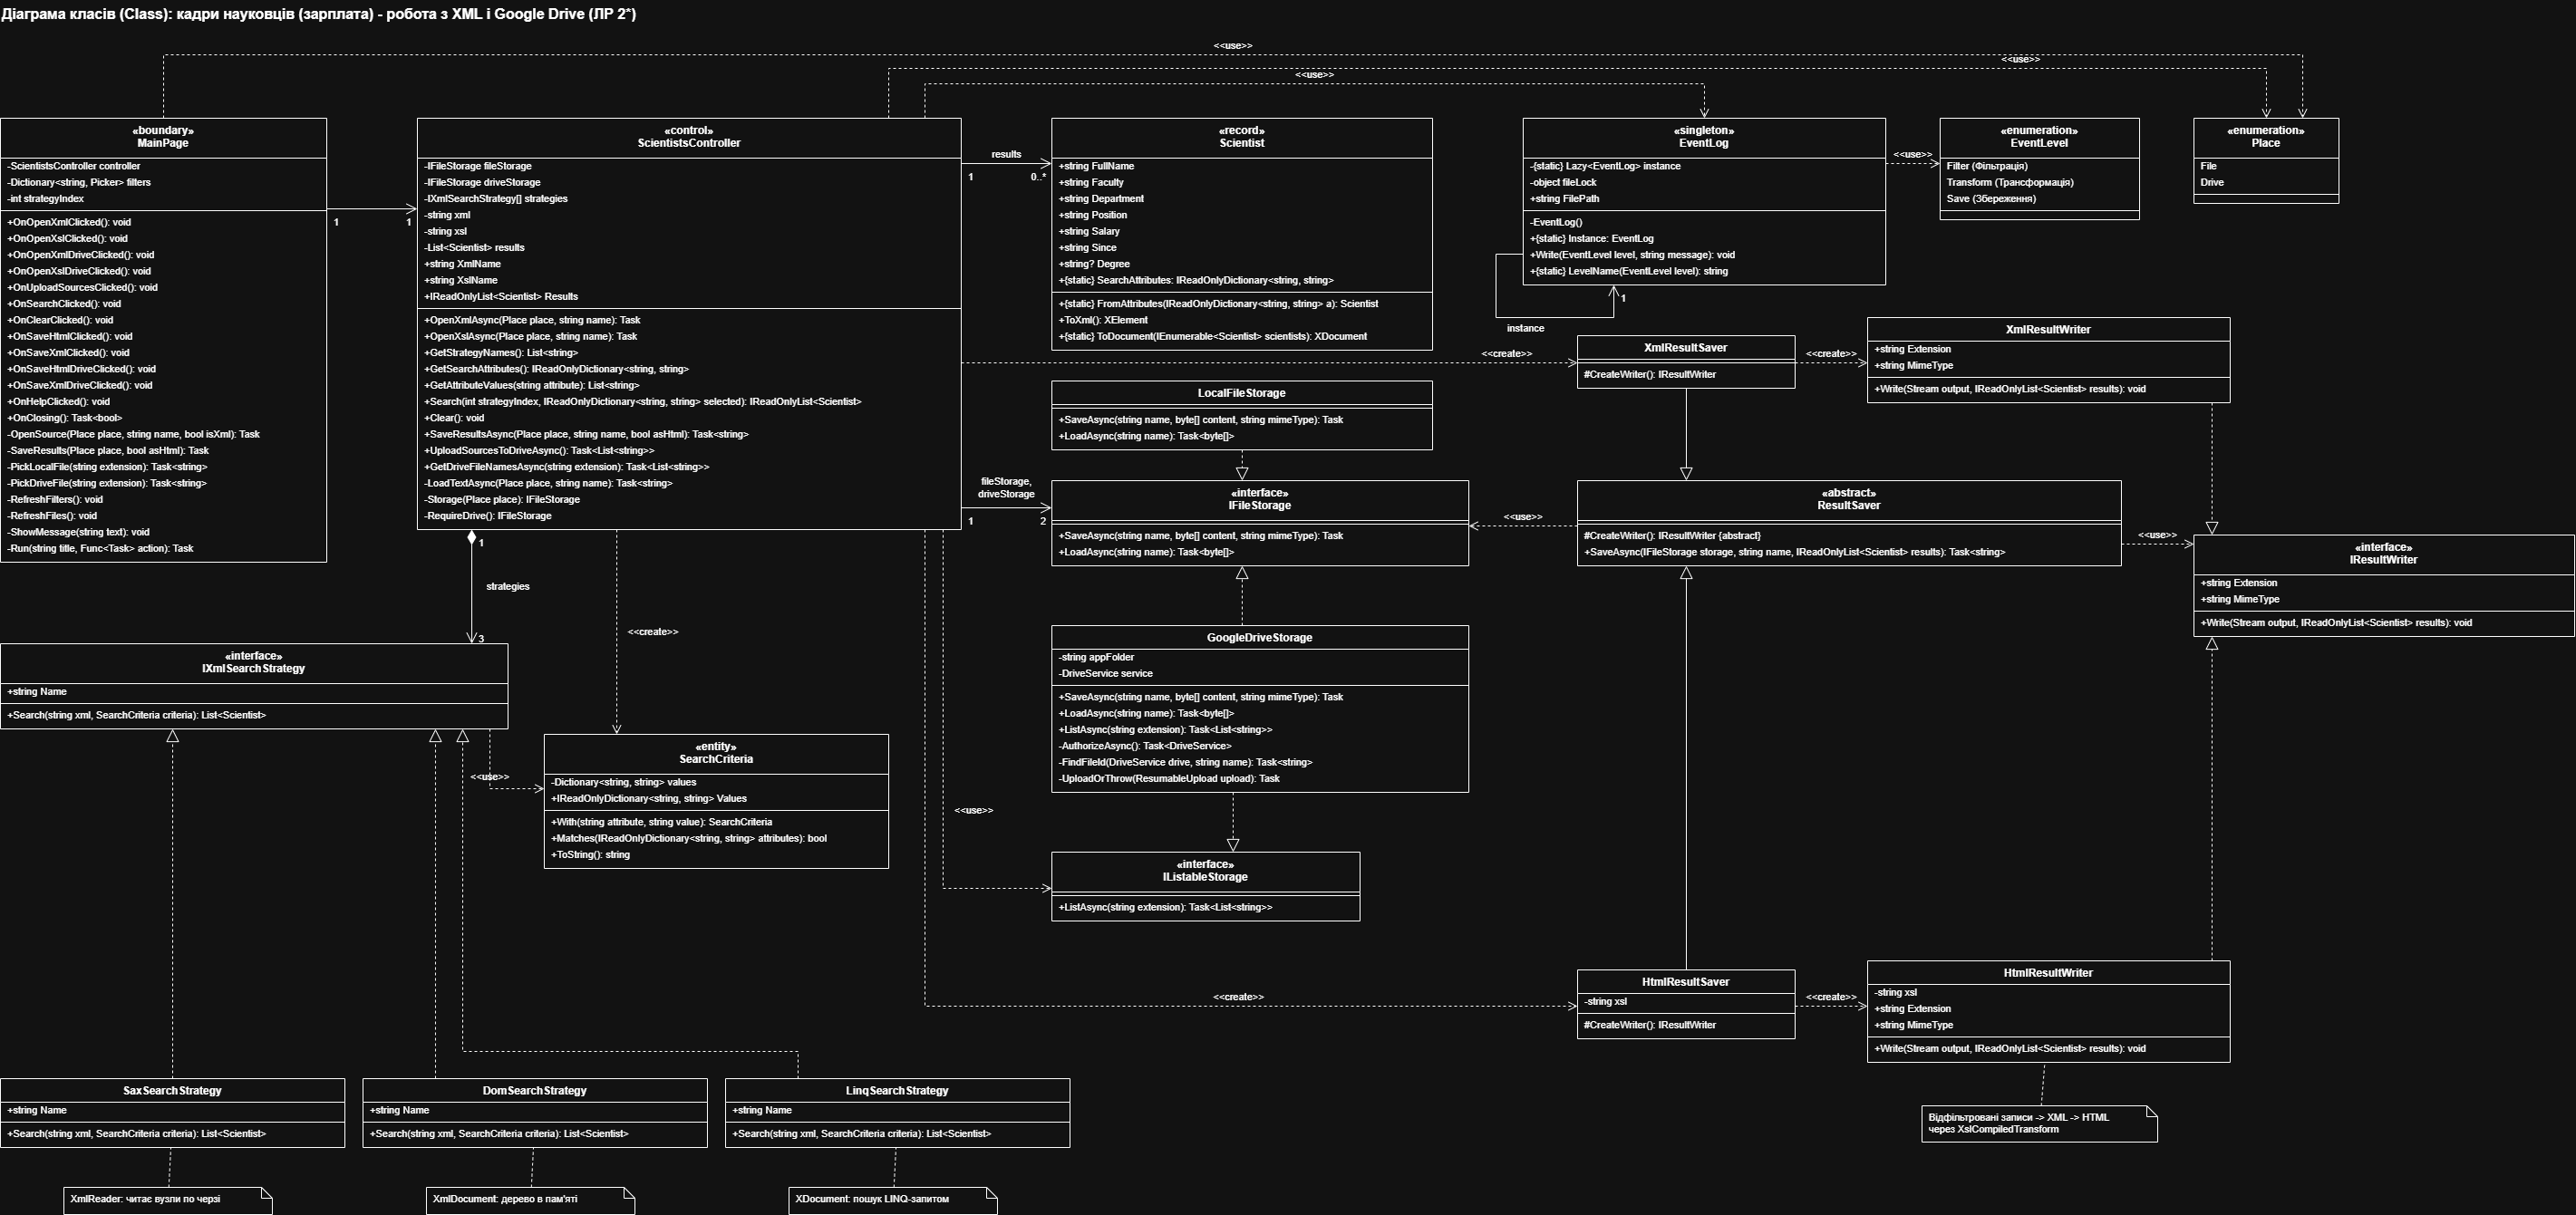 Діаграма класів (Class): кадри науковців (зарплата) - робота з XML і Google Drive (ЛР 2*)
<<use>>
<<use>>
<<use>>
«boundary»
MainPage
-ScientistsController controller
-Dictionary<string, Picker> filters
-int strategyIndex
+OnOpenXmlClicked(): void
+OnOpenXslClicked(): void
+OnOpenXmlDriveClicked(): void
+OnOpenXslDriveClicked(): void
+OnUploadSourcesClicked(): void
+OnSearchClicked(): void
+OnClearClicked(): void
+OnSaveHtmlClicked(): void
+OnSaveXmlClicked(): void
+OnSaveHtmlDriveClicked(): void
+OnSaveXmlDriveClicked(): void
+OnHelpClicked(): void
+OnClosing(): Task<bool>
-OpenSource(Place place, string name, bool isXml): Task
-SaveResults(Place place, bool asHtml): Task
-PickLocalFile(string extension): Task<string>
-PickDriveFile(string extension): Task<string>
-RefreshFilters(): void
-RefreshFiles(): void
-ShowMessage(string text): void
-Run(string title, Func<Task> action): Task
1
1
«control»
ScientistsController
-IFileStorage fileStorage
-IFileStorage driveStorage
-IXmlSearchStrategy[] strategies
-string xml
-string xsl
-List<Scientist> results
+string XmlName
+string XslName
+IReadOnlyList<Scientist> Results
+OpenXmlAsync(Place place, string name): Task
+OpenXslAsync(Place place, string name): Task
+GetStrategyNames(): List<string>
+GetSearchAttributes(): IReadOnlyDictionary<string, string>
+GetAttributeValues(string attribute): List<string>
+Search(int strategyIndex, IReadOnlyDictionary<string, string> selected): IReadOnlyList<Scientist>
+Clear(): void
+SaveResultsAsync(Place place, string name, bool asHtml): Task<string>
+UploadSourcesToDriveAsync(): Task<List<string>>
+GetDriveFileNamesAsync(string extension): Task<List<string>>
-LoadTextAsync(Place place, string name): Task<string>
-Storage(Place place): IFileStorage
-RequireDrive(): IFileStorage
results
1
0..*
«record»
Scientist
+string FullName
+string Faculty
+string Department
+string Position
+string Salary
+string Since
+string? Degree
+{static} SearchAttributes: IReadOnlyDictionary<string, string>
+{static} FromAttributes(IReadOnlyDictionary<string, string> a): Scientist
+ToXml(): XElement
+{static} ToDocument(IEnumerable<Scientist> scientists): XDocument
«singleton»
EventLog
-{static} Lazy<EventLog> instance
-object fileLock
+string FilePath
-EventLog()
+{static} Instance: EventLog
+Write(EventLevel level, string message): void
+{static} LevelName(EventLevel level): string
1
instance
<<use>>
«enumeration»
EventLevel
Filter (Фільтрація)
Transform (Трансформація)
Save (Збереження)
«enumeration»
Place
File
Drive
<<create>>
XmlResultSaver
#CreateWriter(): IResultWriter
<<create>>
XmlResultWriter
+string Extension
+string MimeType
+Write(Stream output, IReadOnlyList<Scientist> results): void
LocalFileStorage
+SaveAsync(string name, byte[] content, string mimeType): Task
+LoadAsync(string name): Task<byte[]>
fileStorage,
driveStorage
1
2
«interface»
IFileStorage
+SaveAsync(string name, byte[] content, string mimeType): Task
+LoadAsync(string name): Task<byte[]>
<<use>>
«abstract»
ResultSaver
#CreateWriter(): IResultWriter {abstract}
+SaveAsync(IFileStorage storage, string name, IReadOnlyList<Scientist> results): Task<string>
<<use>>
«interface»
IResultWriter
+string Extension
+string MimeType
+Write(Stream output, IReadOnlyList<Scientist> results): void
1
strategies
3
<<create>>
«interface»
IXmlSearchStrategy
+string Name
+Search(string xml, SearchCriteria criteria): List<Scientist>
<<use>>
«entity»
SearchCriteria
-Dictionary<string, string> values
+IReadOnlyDictionary<string, string> Values
+With(string attribute, string value): SearchCriteria
+Matches(IReadOnlyDictionary<string, string> attributes): bool
+ToString(): string
GoogleDriveStorage
-string appFolder
-DriveService service
+SaveAsync(string name, byte[] content, string mimeType): Task
+LoadAsync(string name): Task<byte[]>
+ListAsync(string extension): Task<List<string>>
-AuthorizeAsync(): Task<DriveService>
-FindFileId(DriveService drive, string name): Task<string>
-UploadOrThrow(ResumableUpload upload): Task
<<use>>
«interface»
IListableStorage
+ListAsync(string extension): Task<List<string>>
<<create>>
HtmlResultSaver
-string xsl
#CreateWriter(): IResultWriter
<<create>>
HtmlResultWriter
-string xsl
+string Extension
+string MimeType
+Write(Stream output, IReadOnlyList<Scientist> results): void
SaxSearchStrategy
+string Name
+Search(string xml, SearchCriteria criteria): List<Scientist>
DomSearchStrategy
+string Name
+Search(string xml, SearchCriteria criteria): List<Scientist>
LinqSearchStrategy
+string Name
+Search(string xml, SearchCriteria criteria): List<Scientist>
Відфільтровані записи -> XML -> HTML
через XslCompiledTransform
XmlReader: читає вузли по черзі
XmlDocument: дерево в пам'яті
XDocument: пошук LINQ-запитом